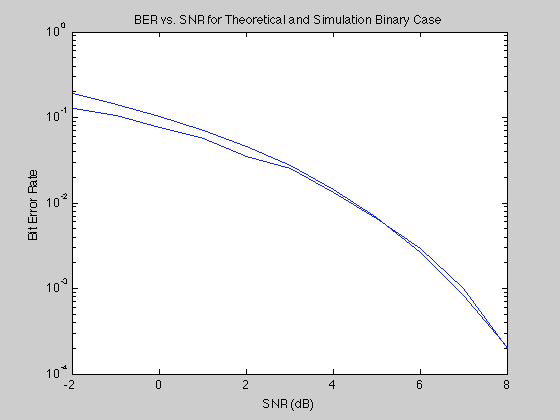 BER vs. SNR for Theoretical and Simulation Binary Case
10^0
10^-1
10^-2
10^-3
10^-4
Bit Error Rate
-2 0 2 4 6 8
SNR (dB)